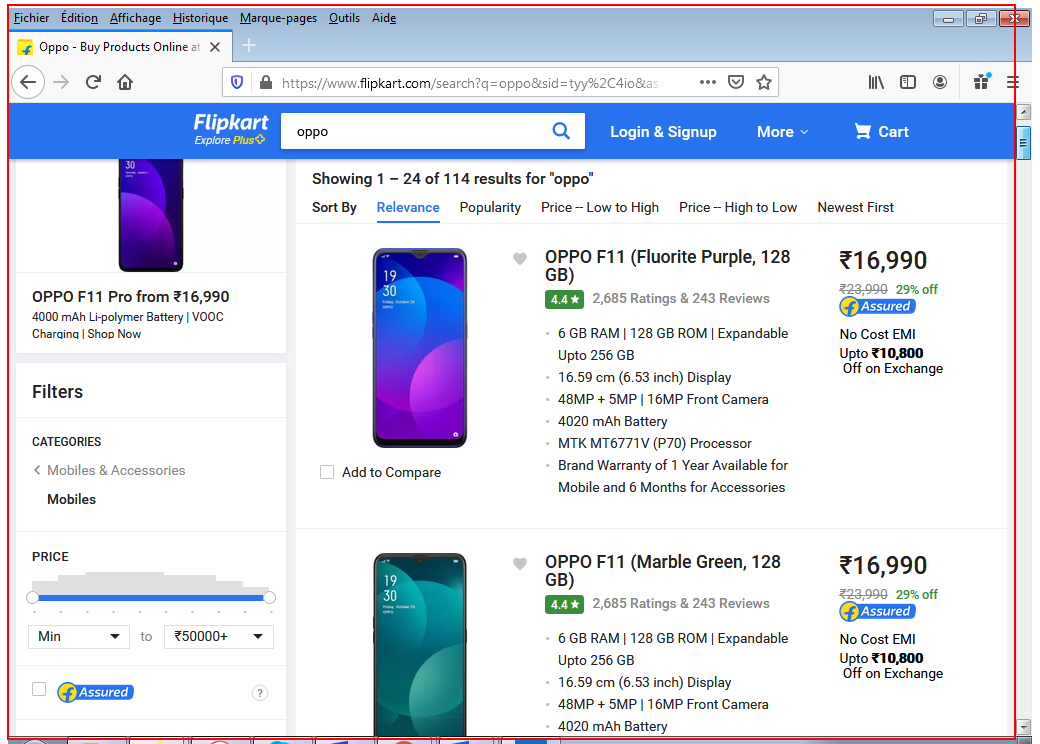 Fichier Édition Affichage Historique Marque-pages Outils Aide
Oppo - Buy Products Online at
https://www.flipkart.com/search?q=oppo&sid=tyy%2C4io&as
Flipkart
Explore Plus
oppo
Login & Signup
More
Cart
19
30
OPPO F11 Pro from ₹16,990
4000 mAh Li-polymer Battery | VOOC
Charging | Shop Now
Filters
CATEGORIES
Mobiles & Accessories
Mobiles
PRICE
Min to ₹50000+
Assured
?
Showing 1 – 24 of 114 results for "oppo"
Sort By Relevance Popularity Price -- Low to High Price -- High to Low Newest First
19
30
Add to Compare
OPPO F11 (Fluorite Purple, 128
GB)
4.4★ 2,685 Ratings & 243 Reviews
6 GB RAM | 128 GB ROM | Expandable
Upto 256 GB
16.59 cm (6.53 inch) Display
48MP + 5MP | 16MP Front Camera
4020 mAh Battery
MTK MT6771V (P70) Processor
Brand Warranty of 1 Year Available for
Mobile and 6 Months for Accessories
₹16,990
₹23,990 29% off
Assured
No Cost EMI
Upto ₹10,800
Off on Exchange
19
30
OPPO F11 (Marble Green, 128
GB)
4.4★ 2,685 Ratings & 243 Reviews
6 GB RAM | 128 GB ROM | Expandable
Upto 256 GB
16.59 cm (6.53 inch) Display
48MP + 5MP | 16MP Front Camera
4020 mAh Battery
₹16,990
₹23,990 29% off
Assured
No Cost EMI
Upto ₹10,800
Off on Exchange